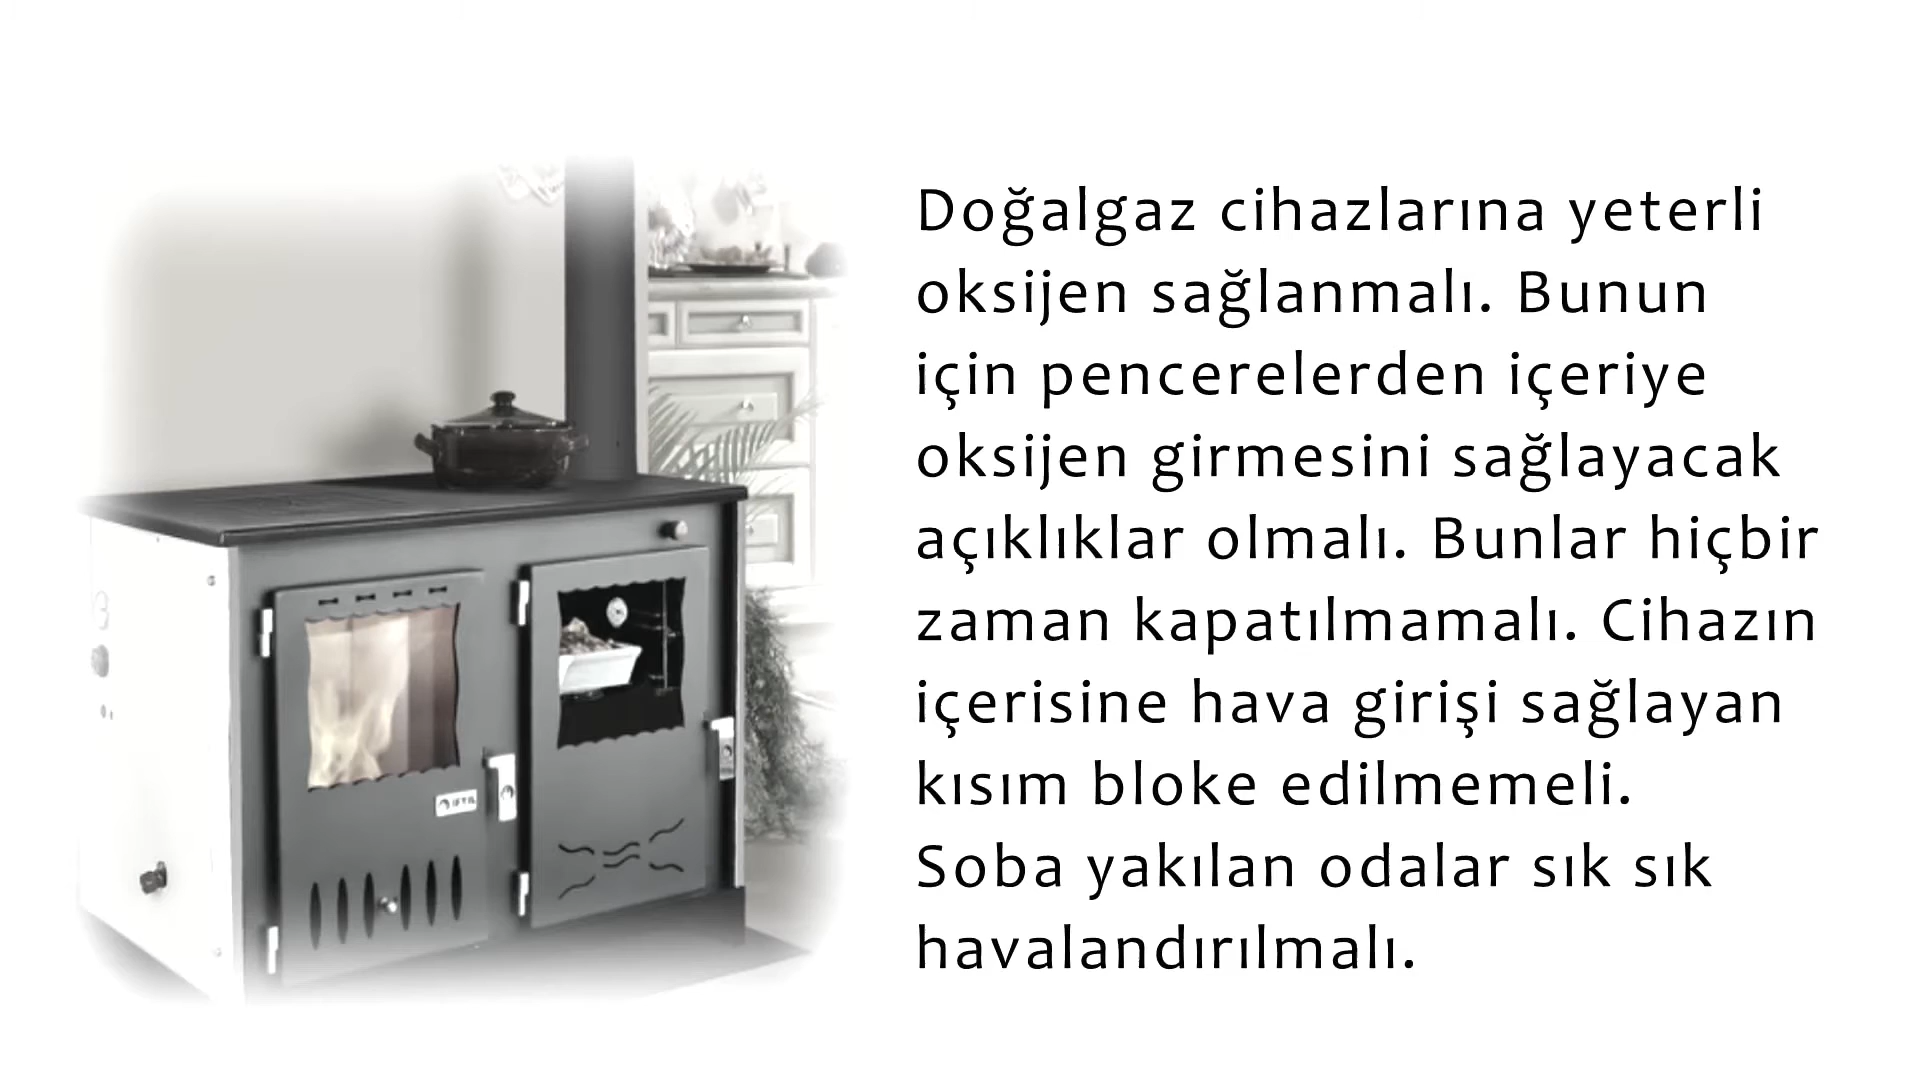 Doğalgaz cihazlarına yeterli
oksijen sağlanmalı. Bunun
için pencerelerden içeriye
oksijen girmesini sağlayacak
açıklıklar olmalı. Bunlar hiçbir
zaman kapatılmamalı. Cihazın
içerisine hava girişi sağlayan
kısım bloke edilmemeli.
Soba yakılan odalar sık sık
havalandırılmalı.